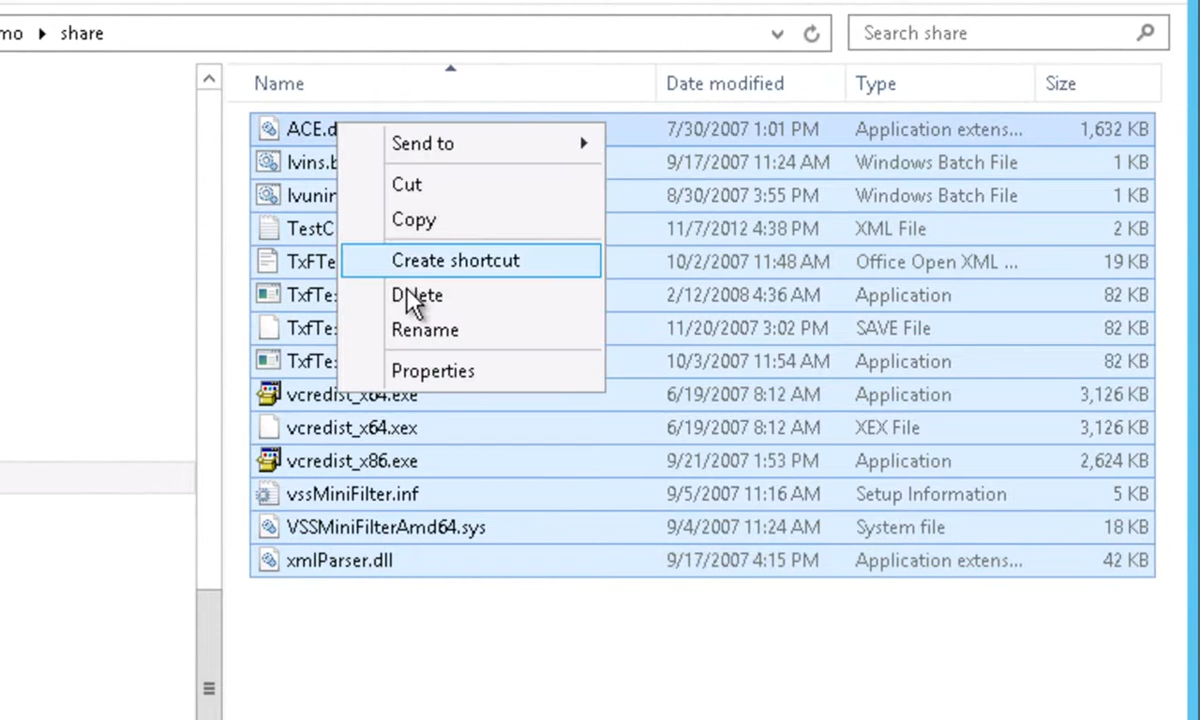 mo ▸ share
Search share
Name Date modified Type Size
ACE.d 7/30/2007 1:01 PM Application extens... 1,632 KB
lvins.b 9/17/2007 11:24 AM Windows Batch File 1 KB
lvunin 8/30/2007 3:55 PM Windows Batch File 1 KB
TestC 11/7/2012 4:38 PM XML File 2 KB
TxFTe 10/2/2007 11:48 AM Office Open XML ... 19 KB
TxfTe 2/12/2008 4:36 AM Application 82 KB
TxfTe 11/20/2007 3:02 PM SAVE File 82 KB
TxfTe 10/3/2007 11:54 AM Application 82 KB
vcredist_x64.exe 6/19/2007 8:12 AM Application 3,126 KB
vcredist_x64.xex 6/19/2007 8:12 AM XEX File 3,126 KB
vcredist_x86.exe 9/21/2007 1:53 PM Application 2,624 KB
vssMiniFilter.inf 9/5/2007 11:16 AM Setup Information 5 KB
VSSMiniFilterAmd64.sys 9/4/2007 11:24 AM System file 18 KB
xmlParser.dll 9/17/2007 4:15 PM Application extens... 42 KB
Send to
Cut
Copy
Create shortcut
Delete
Rename
Properties